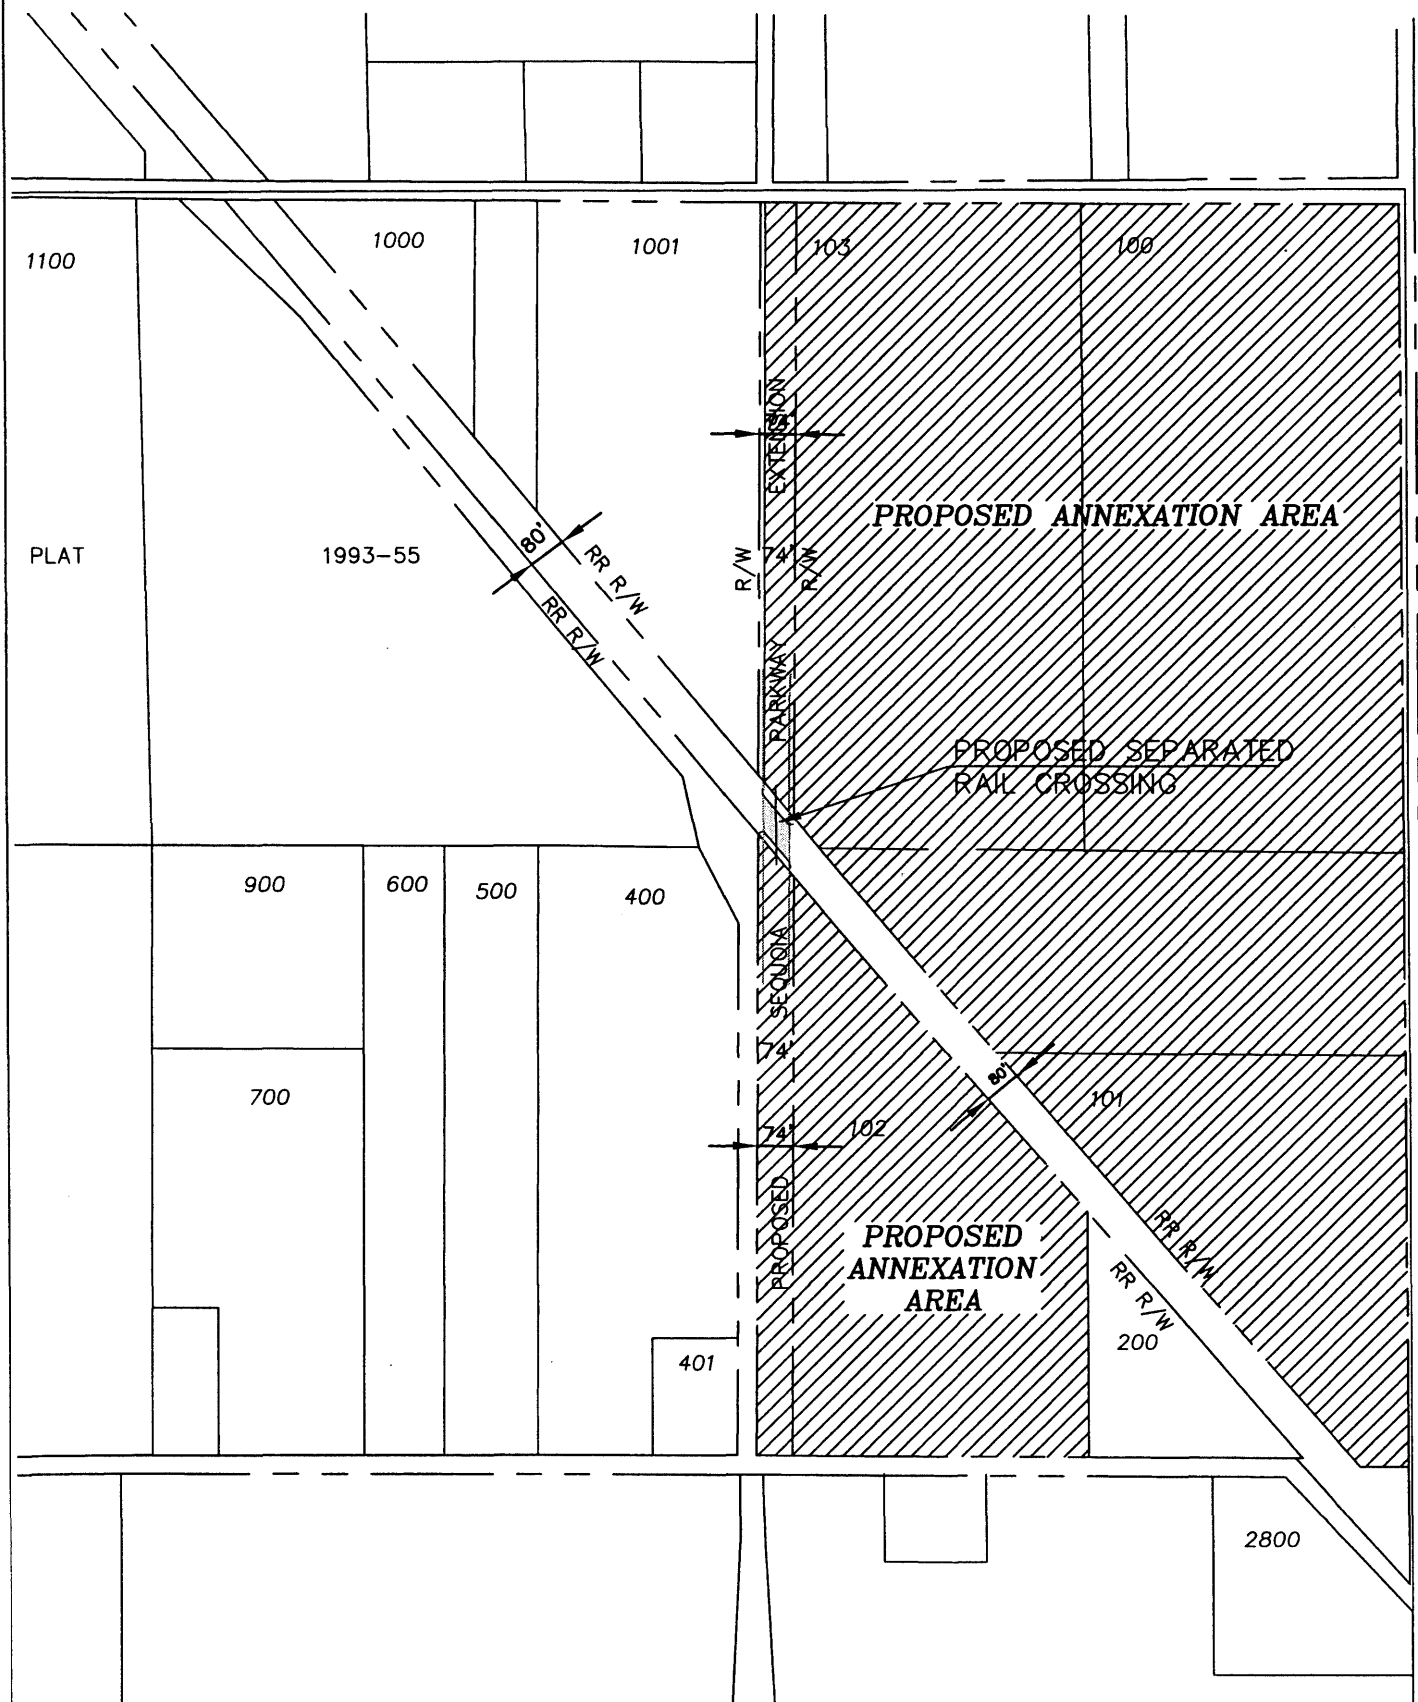 1100
1000
1001
103
100
EXTENSION
PROPOSED ANNEXATION AREA
80'
RR R/W
RR R/W
PLAT
1993-55
R/W
74'
R/W
PARKWAY
PROPOSED SEPARATED
RAIL CROSSING
900
600
500
400
SEQUOIA
74'
80'
700
101
74'
102
PROPOSED
PROPOSED
ANNEXATION
AREA
RR R/W
RR R/W
200
401
2800